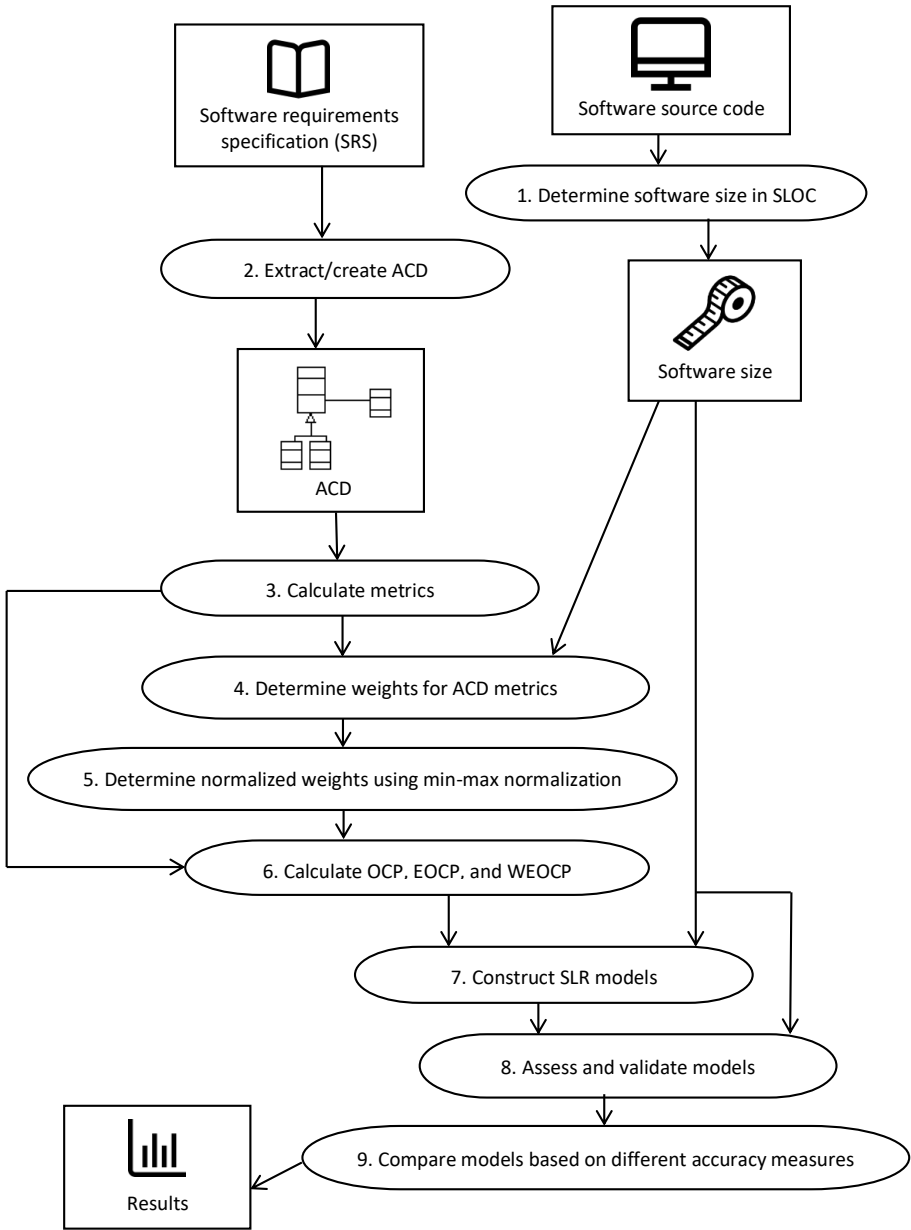 Software requirements
specification (SRS)
Software source code
1. Determine software size in SLOC
2. Extract/create ACD
Software size
ACD
3. Calculate metrics
4. Determine weights for ACD metrics
5. Determine normalized weights using min-max normalization
6. Calculate OCP, EOCP, and WEOCP
7. Construct SLR models
8. Assess and validate models
9. Compare models based on different accuracy measures
Results